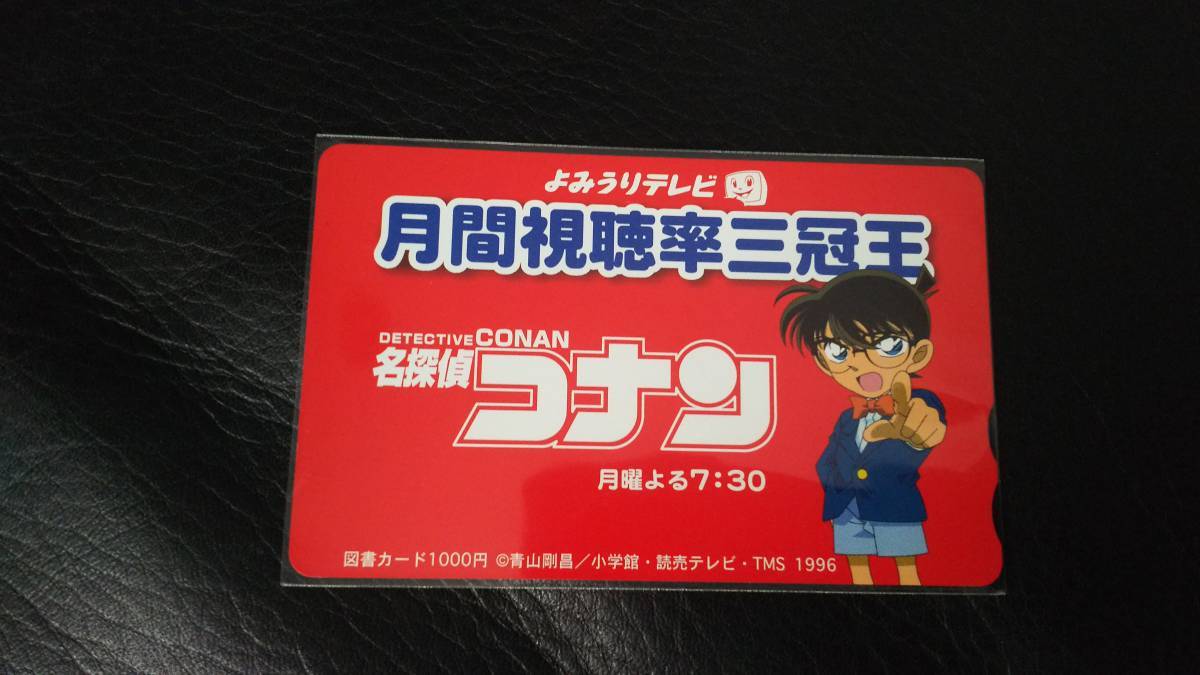 よみうりテレビ
月間視聴率三冠王
DETECTIVE CONAN
名探偵コナン
月曜よる7:30
図書カード1000円 ©青山剛昌／小学館・読売テレビ・TMS 1996